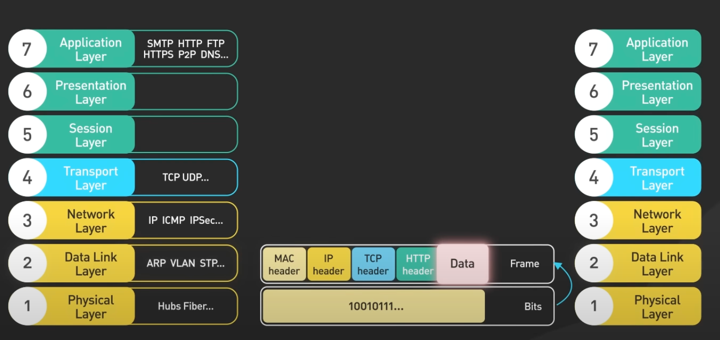 7
Application
Layer
SMTP HTTP FTP
HTTPS P2P DNS...
6
Presentation
Layer
5
Session
Layer
4
Transport
Layer
TCP UDP...
3
Network
Layer
IP ICMP IPSec...
2
Data Link
Layer
ARP VLAN STP...
1
Physical
Layer
Hubs Fiber...
MAC
header
IP
header
TCP
header
HTTP
header
Data
Frame
10010111...
Bits
7
Application
Layer
6
Presentation
Layer
5
Session
Layer
4
Transport
Layer
3
Network
Layer
2
Data Link
Layer
1
Physical
Layer